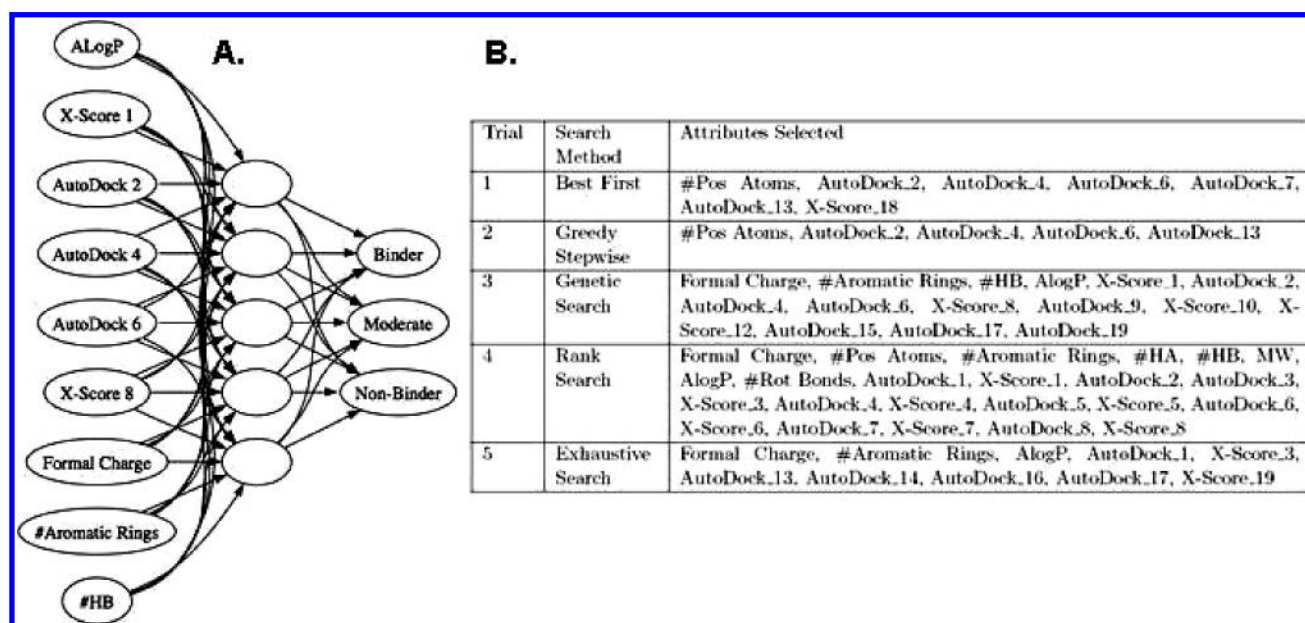 A.
ALogP
X-Score 1
AutoDock 2
AutoDock 4
AutoDock 6
X-Score 8
Formal Charge
#Aromatic Rings
#HB
Binder
Moderate
Non-Binder
B.
Trial Search Method Attributes Selected
1 Best First #Pos Atoms, AutoDock_2, AutoDock_4, AutoDock_6, AutoDock_7,
AutoDock_13, X-Score_18
2 Greedy Stepwise #Pos Atoms, AutoDock_2, AutoDock_4, AutoDock_6, AutoDock_13
3 Genetic Search Formal Charge, #Aromatic Rings, #HB, AlogP, X-Score_1, AutoDock_2,
AutoDock_4, AutoDock_6, X-Score_8, AutoDock_9, X-Score_10, X-
Score_12, AutoDock_15, AutoDock_17, AutoDock_19
4 Rank Search Formal Charge, #Pos Atoms, #Aromatic Rings, #HA, #HB, MW,
AlogP, #Rot Bonds, AutoDock_1, X-Score_1, AutoDock_2, AutoDock_3,
X-Score_3, AutoDock_4, X-Score_4, AutoDock_5, X-Score_5, AutoDock_6,
X-Score_6, AutoDock_7, X-Score_7, AutoDock_8, X-Score_8
5 Exhaustive Search Formal Charge, #Aromatic Rings, AlogP, AutoDock_1, X-Score_3,
AutoDock_13, AutoDock_14, AutoDock_16, AutoDock_17, X-Score_19